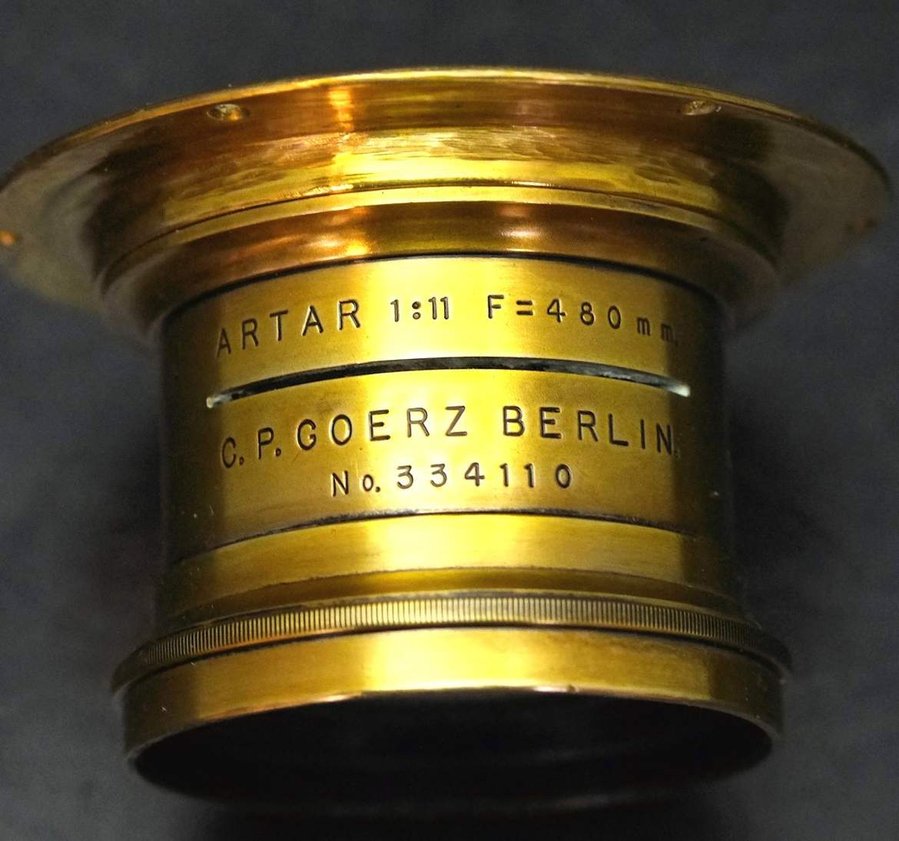 ARTAR 1:11 F=480mm.
C.P. GOERZ BERLIN.
No. 334110